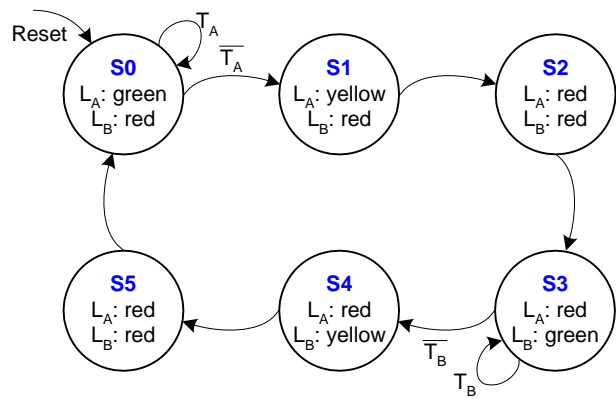 Reset
T_A
T̅_A̅
S0
L_A: green
L_B: red
S1
L_A: yellow
L_B: red
S2
L_A: red
L_B: red
S5
L_A: red
L_B: red
S4
L_A: red
L_B: yellow
S3
L_A: red
L_B: green
T̅_B̅
T_B